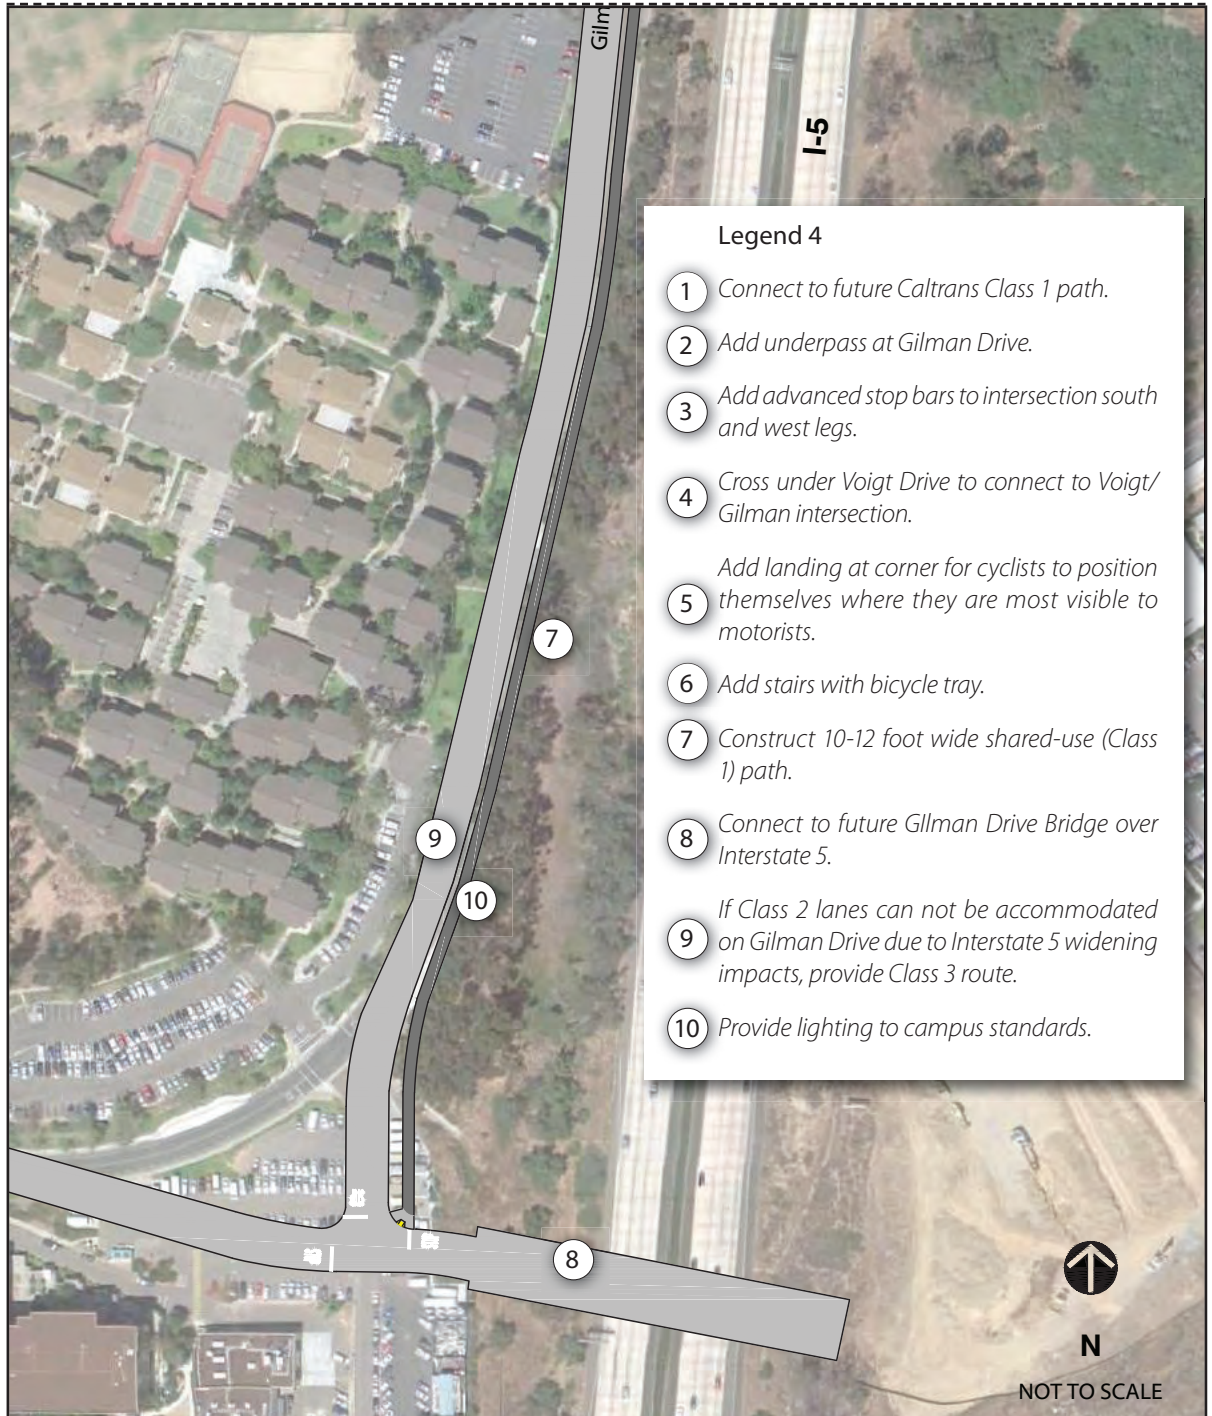 Gilm
I-5
Legend 4
1 Connect to future Caltrans Class 1 path.
2 Add underpass at Gilman Drive.
3 Add advanced stop bars to intersection south
and west legs.
4 Cross under Voigt Drive to connect to Voigt/
Gilman intersection.
5 Add landing at corner for cyclists to position
themselves where they are most visible to
motorists.
6 Add stairs with bicycle tray.
7 Construct 10-12 foot wide shared-use (Class
1) path.
8 Connect to future GIlman Drive Bridge over
Interstate 5.
9 If Class 2 lanes can not be accommodated
on Gilman Drive due to Interstate 5 widening
impacts, provide Class 3 route.
10 Provide lighting to campus standards.
7
9
10
8
N
NOT TO SCALE